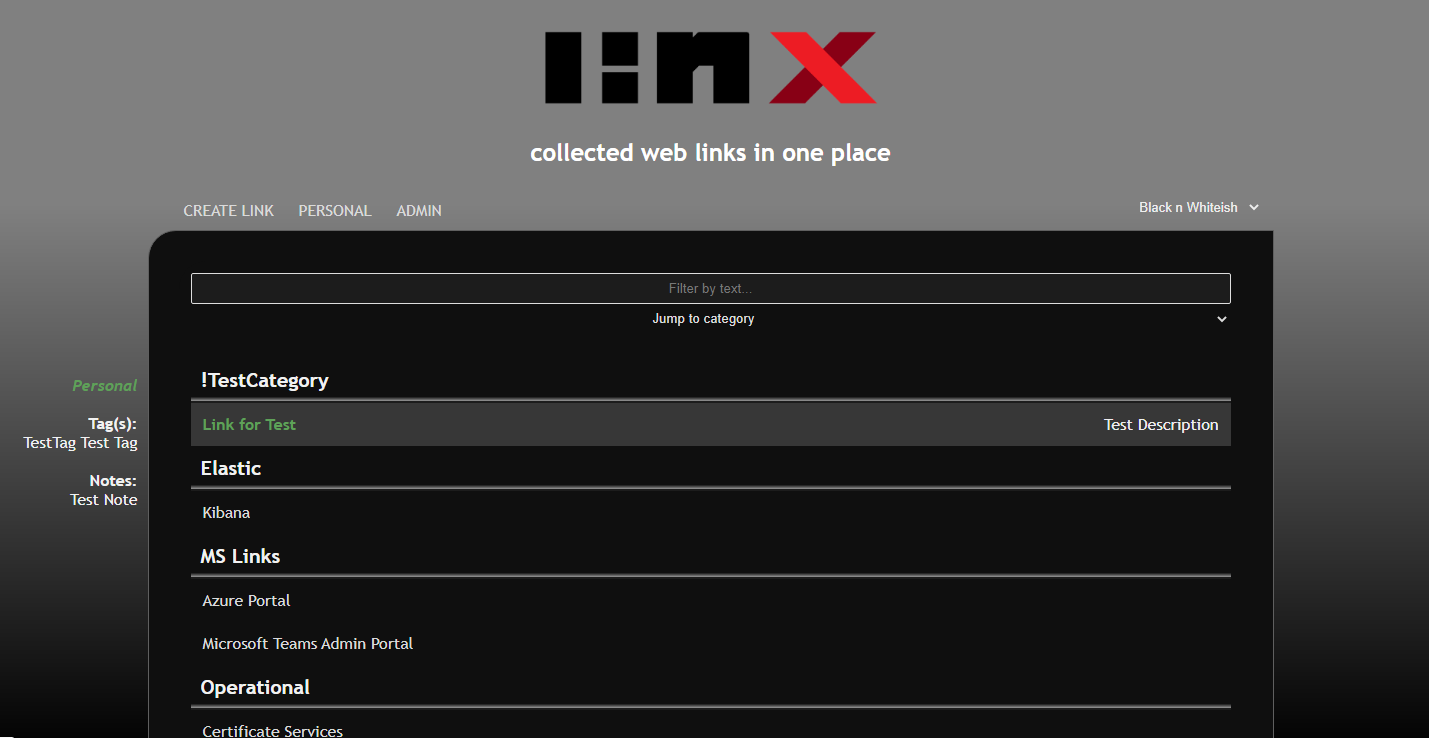 linx
collected web links in one place
CREATE LINK PERSONAL ADMIN
Black n Whiteish
Filter by text...
Jump to category
!TestCategory
Personal
Link for Test Test Description
Tag(s):
TestTag Test Tag
Notes:
Test Note
Elastic
Kibana
MS Links
Azure Portal
Microsoft Teams Admin Portal
Operational
Certificate Services